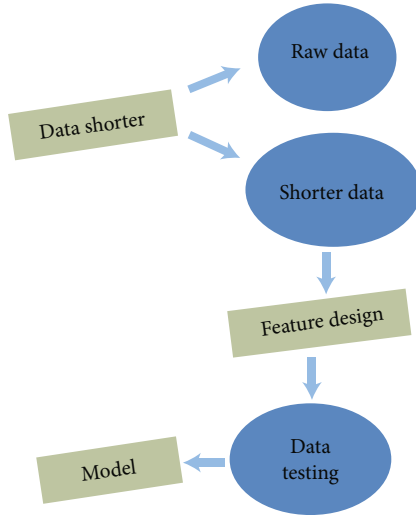 Raw data
Data shorter
Shorter data
Feature design
Data
testing
Model